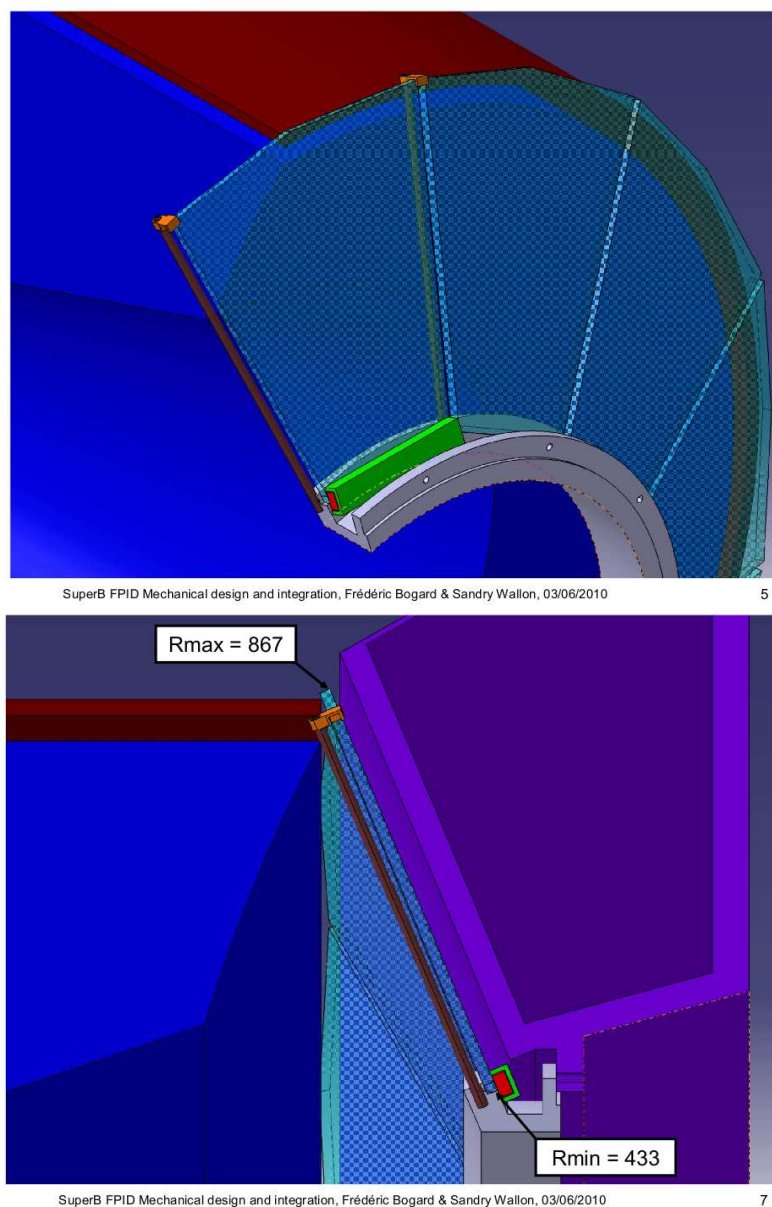 SuperB FPID Mechanical design and integration, Frédéric Bogard & Sandry Wallon, 03/06/2010 5
Rmax = 867
Rmin = 433
SuperB FPID Mechanical design and integration, Frédéric Bogard & Sandry Wallon, 03/06/2010 7